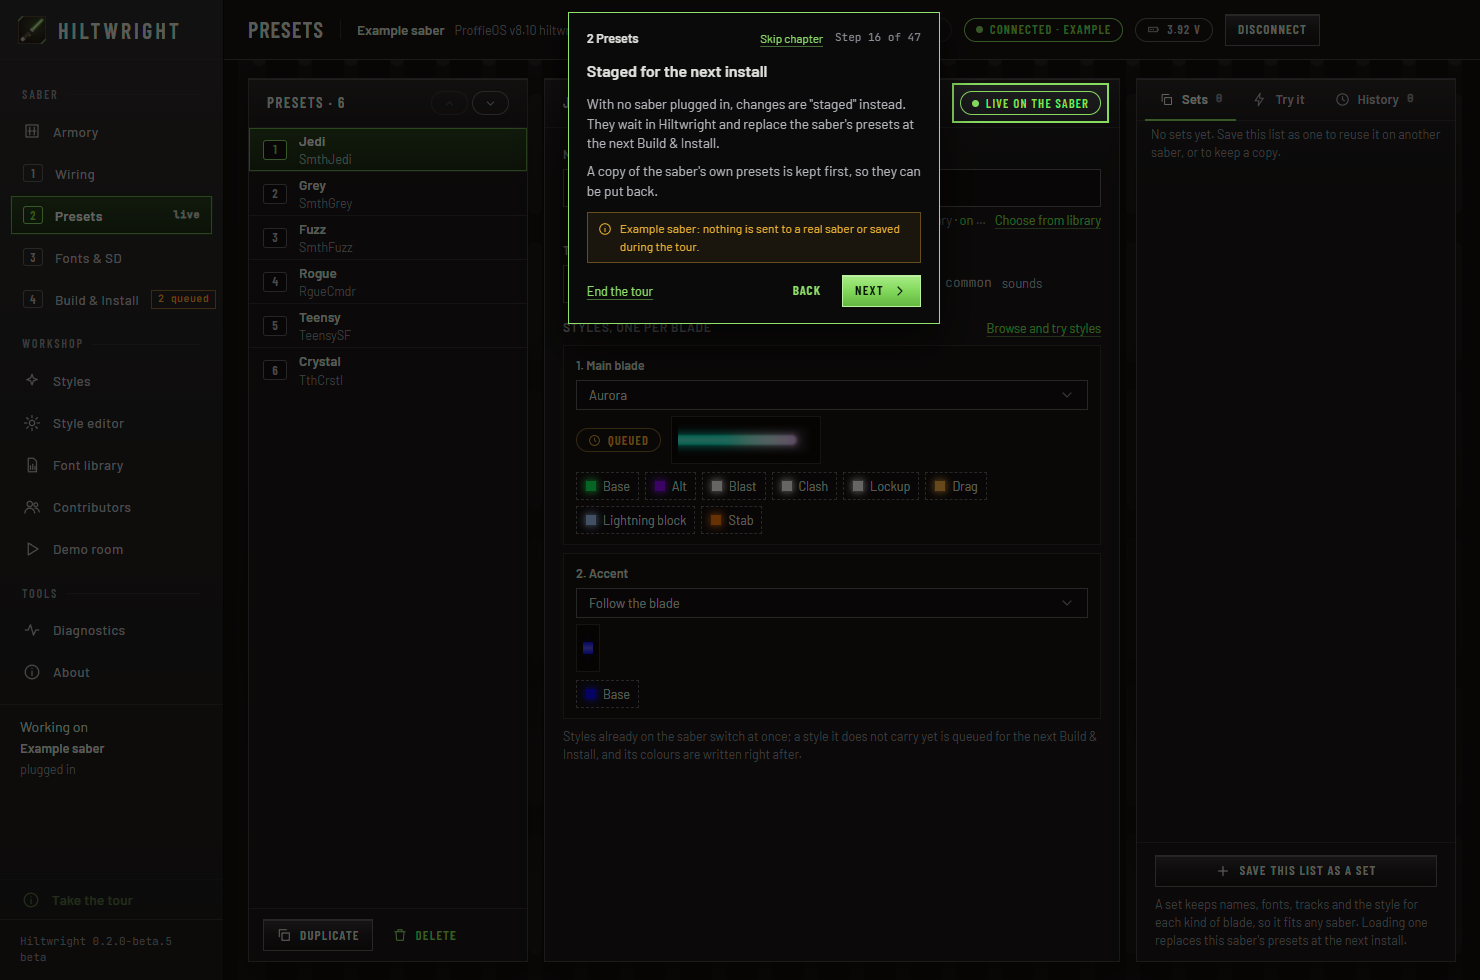 HILTWRIGHT
SABER
Armory
1 Wiring
2 Presets live
3 Fonts & SD
4 Build & Install 2 queued
WORKSHOP
Styles
Style editor
Font library
Contributors
Demo room
TOOLS
Diagnostics
About
Working on
Example saber
plugged in
Take the tour
Hiltwright 0.2.0-beta.5
beta
PRESETS Example saber ProffieOS v8.10 hiltw
CONNECTED · EXAMPLE
3.92 V
DISCONNECT
PRESETS · 6
1 Jedi
SmthJedi
2 Grey
SmthGrey
3 Fuzz
SmthFuzz
4 Rogue
RgueCmdr
5 Teensy
TeensySF
6 Crystal
TthCrstl
DUPLICATE
DELETE
2 Presets Skip chapter Step 16 of 47
Staged for the next install
With no saber plugged in, changes are "staged" instead.
They wait in Hiltwright and replace the saber's presets at
the next Build & Install.
A copy of the saber's own presets is kept first, so they can
be put back.
Example saber: nothing is sent to a real saber or saved
during the tour.
End the tour BACK NEXT
LIVE ON THE SABER
ry · on … Choose from library
common sounds
STYLES, ONE PER BLADE Browse and try styles
1. Main blade
Aurora
QUEUED
Base Alt Blast Clash Lockup Drag
Lightning block Stab
2. Accent
Follow the blade
Base
Styles already on the saber switch at once; a style it does not carry yet is queued for the next Build &
Install, and its colours are written right after.
Sets 0 Try it History 0
No sets yet. Save this list as one to reuse it on another
saber, or to keep a copy.
SAVE THIS LIST AS A SET
A set keeps names, fonts, tracks and the style for
each kind of blade, so it fits any saber. Loading one
replaces this saber's presets at the next install.